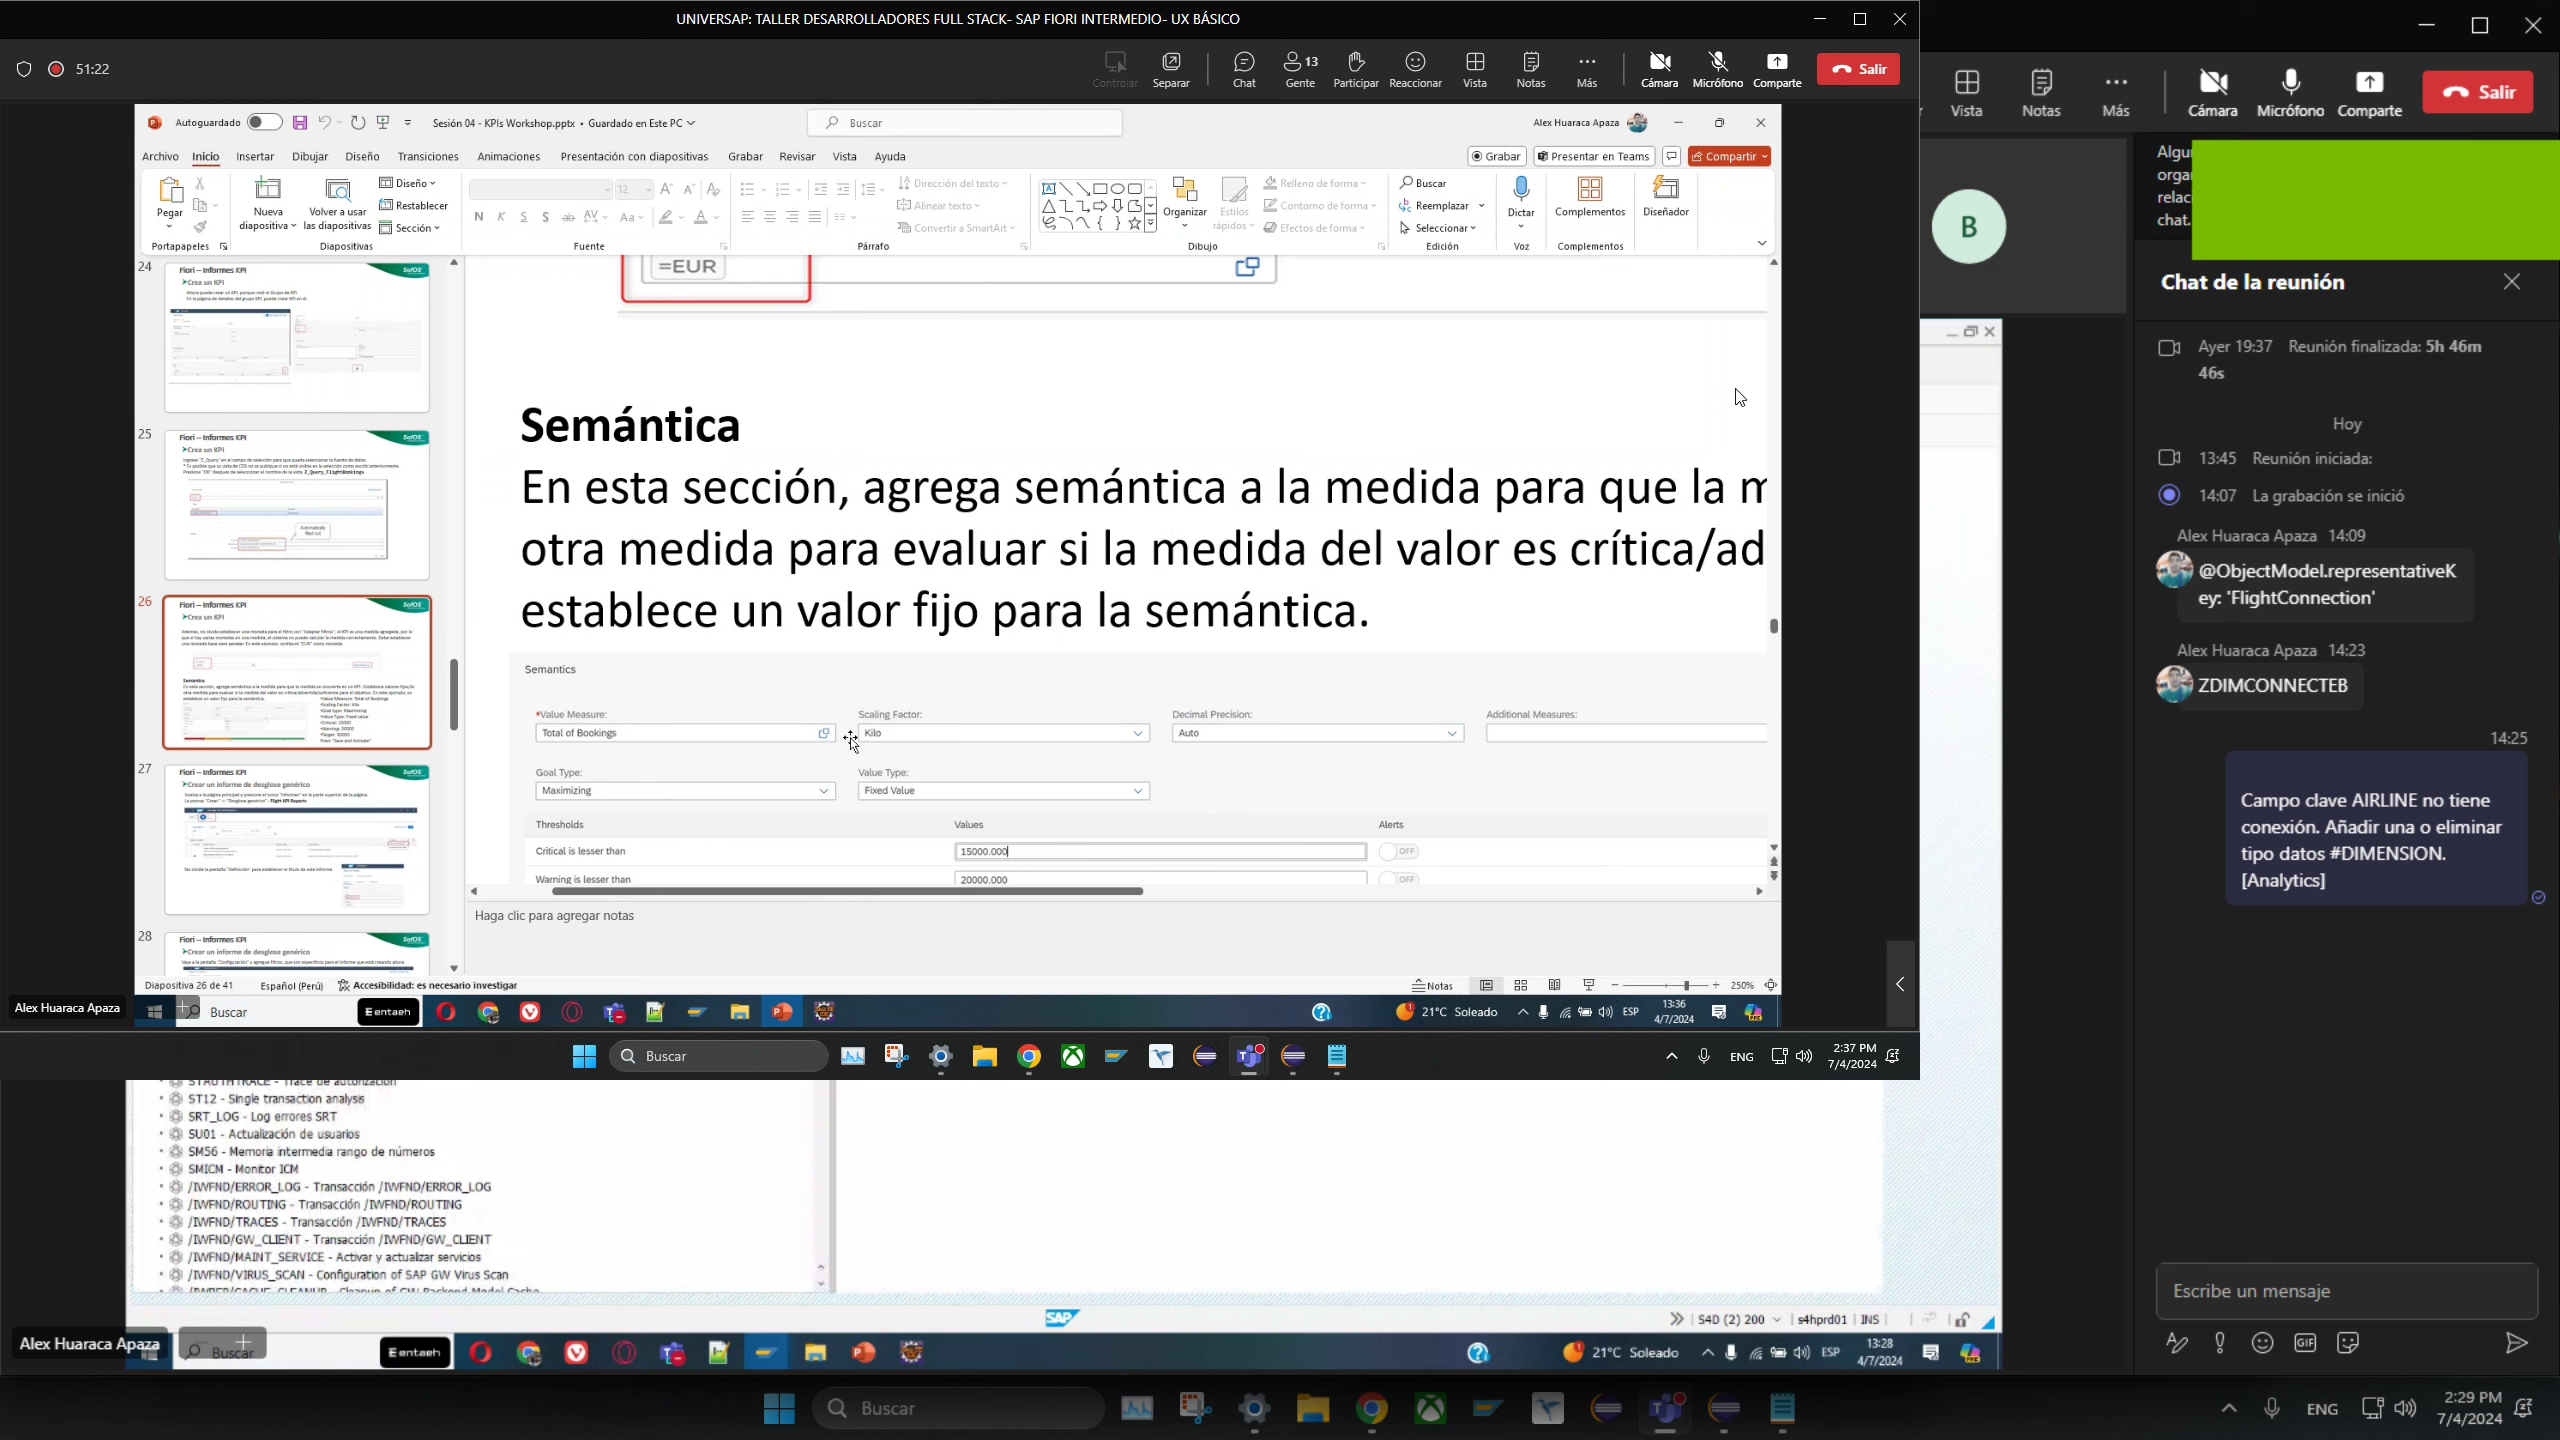 UNIVERSAP: TALLER DESARROLLADORES FULL STACK- SAP FIORI INTERMEDIO- UX BÁSICO
51:22
Controlar
Separar
Chat
Gente 13
Participar
Reaccionar
Vista
Notas
Más
Cámara
Micrófono
Comparte
Salir
Autoguardado
Sesión 04 - KPIs Workshop.pptx • Guardado en Este PC
Buscar
Alex Huaraca Apaza
Archivo
Inicio
Insertar
Dibujar
Diseño
Transiciones
Animaciones
Presentación con diapositivas
Grabar
Revisar
Vista
Ayuda
Grabar
Presentar en Teams
Compartir
Pegar
Portapapeles
Nueva diapositiva
Volver a usar las diapositivas
Diseño
Restablecer
Sección
Diapositivas
12
Fuente
Dirección del texto
Alinear texto
Convertir a SmartArt
Párrafo
Organizar
Estilos rápidos
Relleno de forma
Contorno de forma
Efectos de forma
Dibujo
Buscar
Reemplazar
Seleccionar
Edición
Dictar
Voz
Complementos
Complementos
Diseñador
24
Fiori – Informes KPI
Crea un KPI
25
Fiori – Informes KPI
Crea un KPI
26
Fiori – Informes KPI
Crea un KPI
27
Fiori – Informes KPI
Crear un informe de desglose genérico
28
Fiori – Informes KPI
Crear un informe de desglose genérico
=EUR
Semántica
En esta sección, agrega semántica a la medida para que la m
otra medida para evaluar si la medida del valor es crítica/ad
establece un valor fijo para la semántica.
Semantics
*Value Measure:
Scaling Factor:
Decimal Precision:
Additional Measures:
Total of Bookings
Kilo
Auto
Goal Type:
Value Type:
Maximizing
Fixed Value
Thresholds
Values
Alerts
Critical is lesser than
15000.000
OFF
Warning is lesser than
20000.000
OFF
Haga clic para agregar notas
Diapositiva 26 de 41
Español (Perú)
Accesibilidad: es necesario investigar
Notas
250%
Alex Huaraca Apaza
Buscar
21°C Soleado
ESP
13:36
4/7/2024
Buscar
ENG
2:37 PM
7/4/2024
Vista
Notas
Más
Cámara
Micrófono
Comparte
Salir
B
Algu
orga
relac
chat.
Chat de la reunión
Ayer 19:37 Reunión finalizada: 5h 46m
46s
Hoy
13:45 Reunión iniciada:
14:07 La grabación se inició
Alex Huaraca Apaza 14:09
@ObjectModel.representativeK
ey: 'FlightConnection'
Alex Huaraca Apaza 14:23
ZDIMCONNECTEB
14:25
Campo clave AIRLINE no tiene
conexión. Añadir una o eliminar
tipo datos #DIMENSION.
[Analytics]
Escribe un mensaje
STAUTHTRACE - Trace de autorización
ST12 - Single transaction analysis
SRT_LOG - Log errores SRT
SU01 - Actualización de usuarios
SM56 - Memoria intermedia rango de números
SMICM - Monitor ICM
/IWFND/ERROR_LOG - Transacción /IWFND/ERROR_LOG
/IWFND/ROUTING - Transacción /IWFND/ROUTING
/IWFND/TRACES - Transacción /IWFND/TRACES
/IWFND/GW_CLIENT - Transacción /IWFND/GW_CLIENT
/IWFND/MAINT_SERVICE - Activar y actualizar servicios
/IWFND/VIRUS_SCAN - Configuration of SAP GW Virus Scan
SAP
S4D (2) 200
s4hprd01
INS
Alex Huaraca Apaza
Buscar
21°C Soleado
ESP
13:28
4/7/2024
Buscar
ENG
2:29 PM
7/4/2024